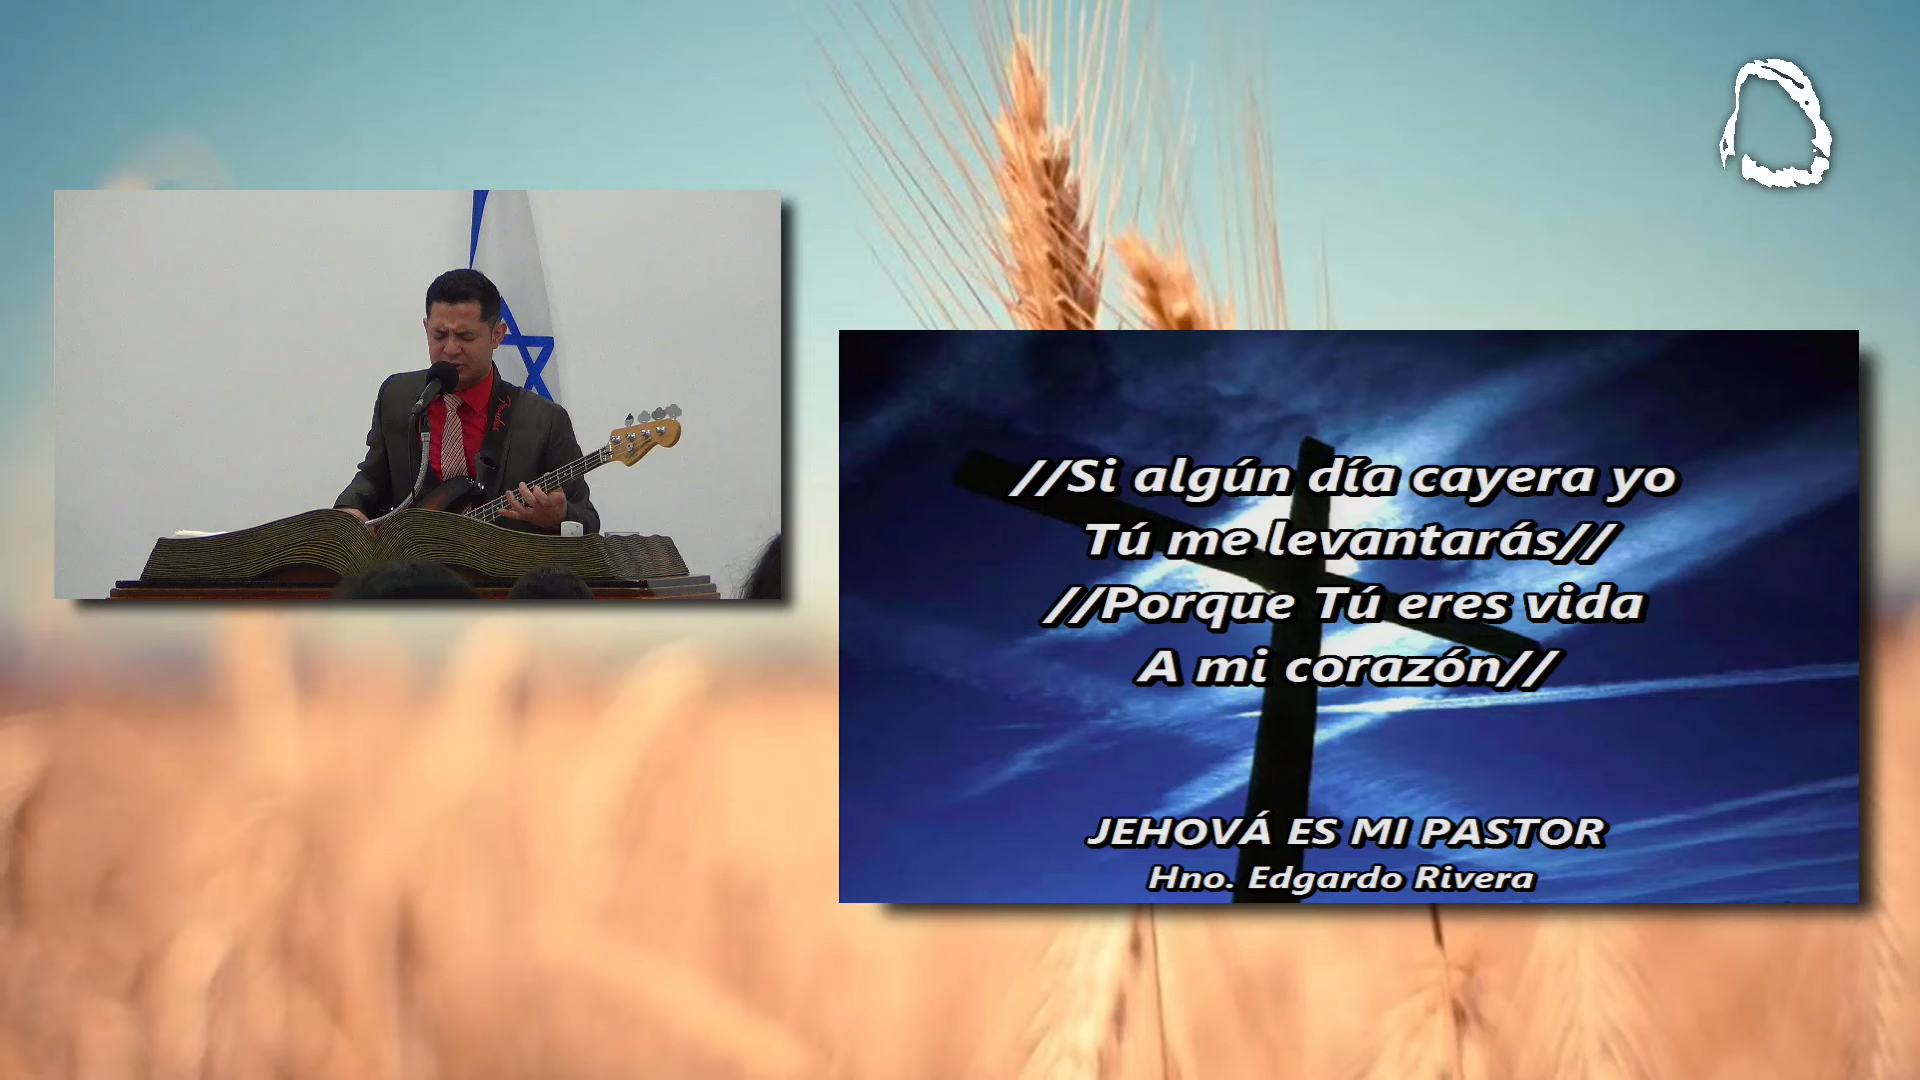 Fender
//Si algún día cayera yo
Tú me levantarás//
//Porque Tú eres vida
A mi corazón//
JEHOVÁ ES MI PASTOR
Hno. Edgardo Rivera